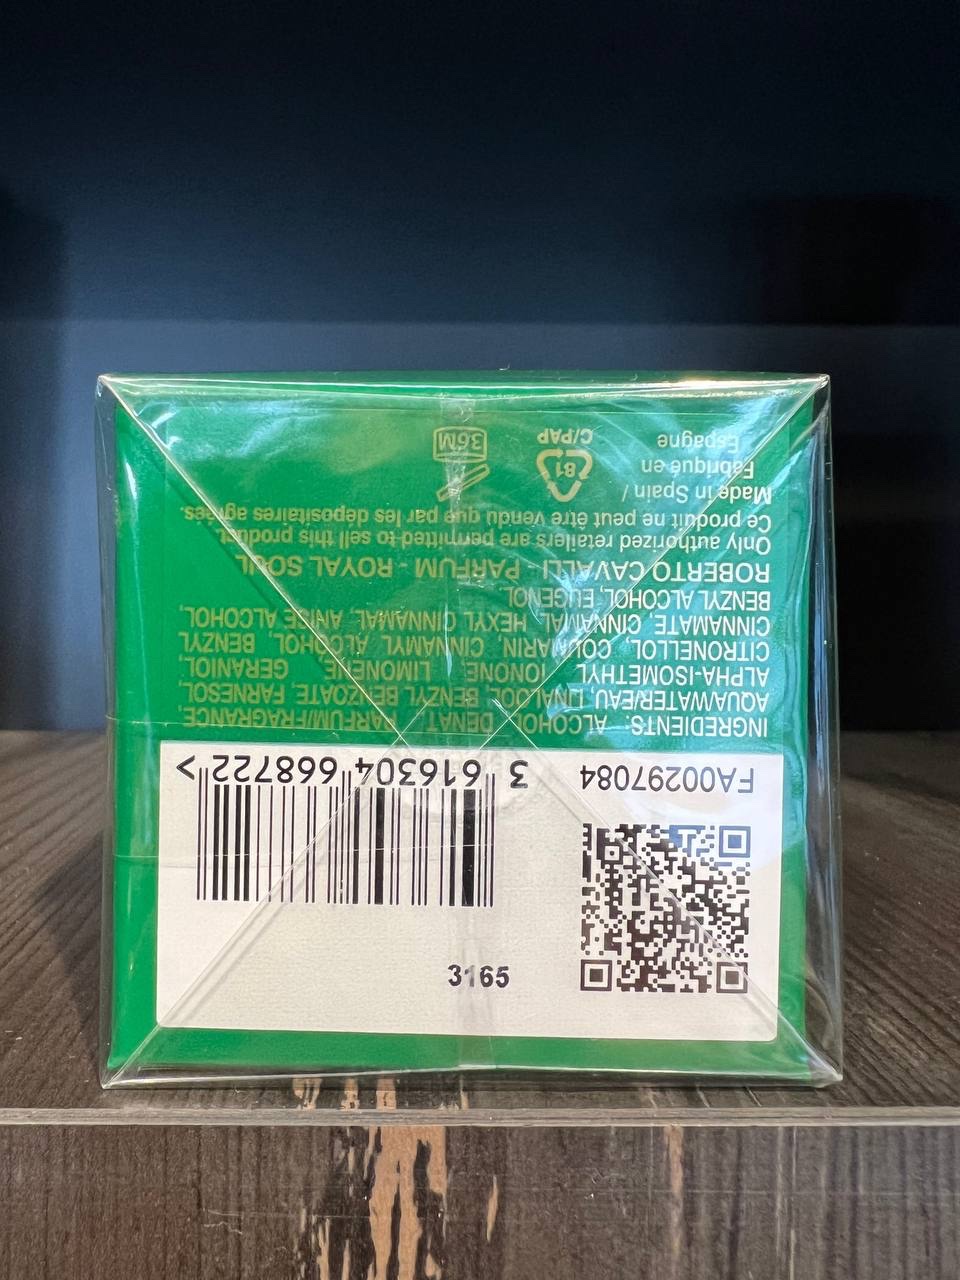 3165
FA00297084
3 616304 668722 >
INGREDIENTS: ALCOHOL DENAT., PARFUM/FRAGRANCE,
AQUA/WATER/EAU, LINALOOL, BENZYL BENZOATE, FARNESOL,
ALPHA-ISOMETHYL IONONE, LIMONENE, GERANIOL,
CITRONELLOL, COUMARIN, CINNAMYL ALCOHOL, BENZYL
CINNAMATE, CINNAMAL, HEXYL CINNAMAL, ANISE ALCOHOL,
BENZYL ALCOHOL, EUGENOL.
ROBERTO CAVALLI - PARFUM - ROYAL SOUL
Only authorized retailers are permitted to sell this product.
Ce produit ne peut être vendu que par les dépositaires agréés.
Made in Spain /
Fabriqué en
Espagne
81
C/PAP
36M